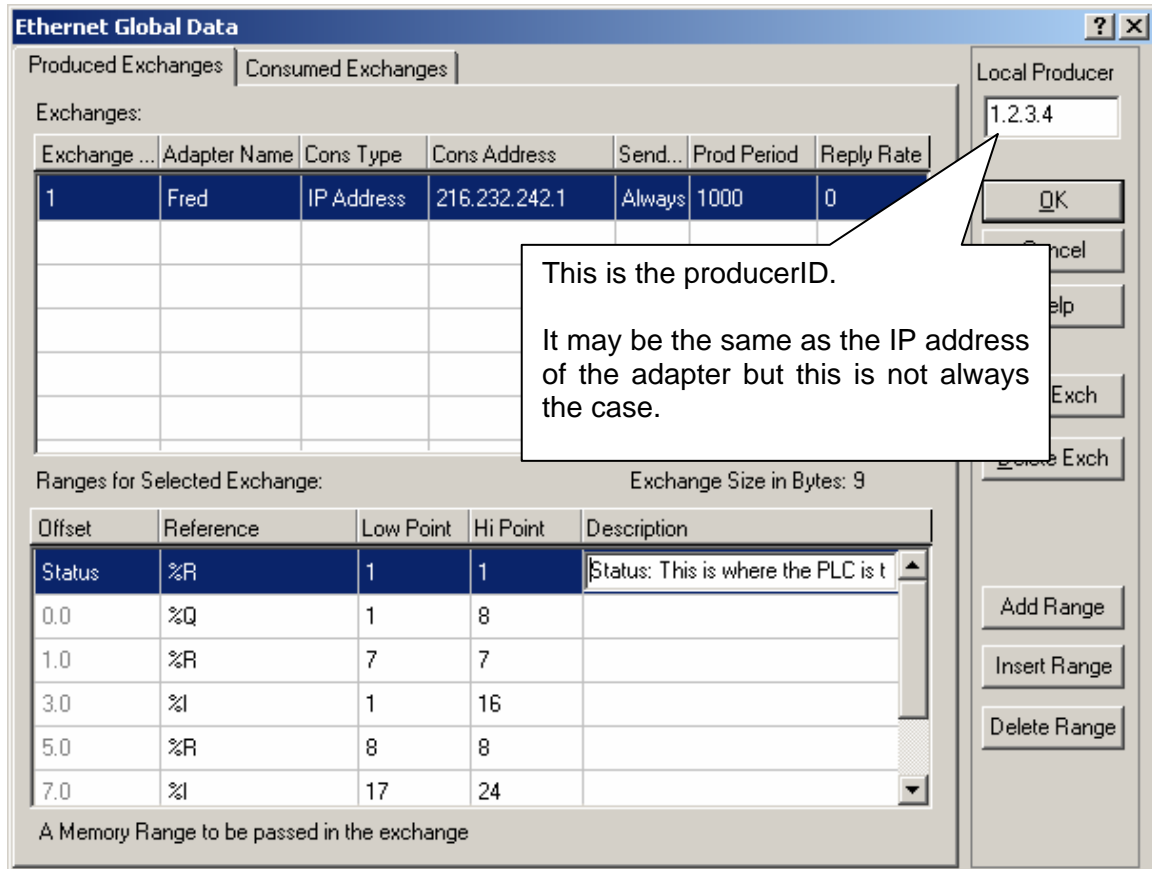 Ethernet Global Data
Produced Exchanges Consumed Exchanges
Local Producer
1.2.3.4
Exchanges:
Exchange ... Adapter Name Cons Type Cons Address Send... Prod Period Reply Rate
1 Fred IP Address 216.232.242.1 Always 1000 0
OK
This is the producerID.
It may be the same as the IP address
of the adapter but this is not always
the case.
Exch
Delete Exch
Ranges for Selected Exchange: Exchange Size in Bytes: 9
Offset Reference Low Point Hi Point Description
Status %R 1 1 Status: This is where the PLC is t
0.0 %Q 1 8
1.0 %R 7 7
3.0 %I 1 16
5.0 %R 8 8
7.0 %I 17 24
Add Range
Insert Range
Delete Range
A Memory Range to be passed in the exchange